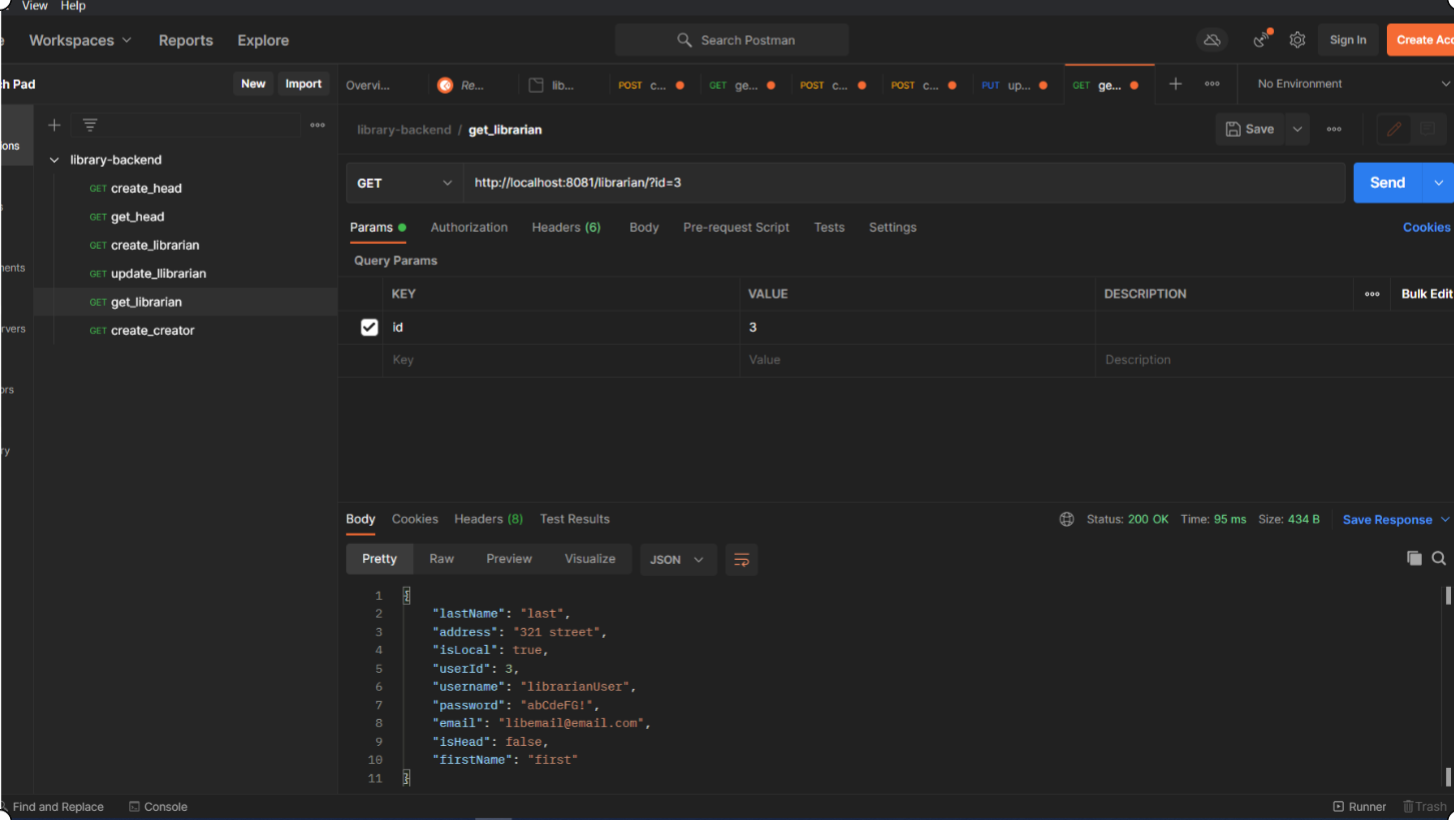 View Help
e Workspaces Reports Explore Search Postman Sign In Create Acc
ch Pad New Import Overvi... Re... lib... POST c... GET ge... POST c... POST c... PUT up... GET ge... No Environment
library-backend / get_librarian Save
ons
library-backend
GET create_head
GET get_head
GET create_librarian
GET update_llibrarian
GET get_librarian
GET create_creator
s
ments
rvers
ors
ry
GET http://localhost:8081/librarian/?id=3 Send
Params Authorization Headers (6) Body Pre-request Script Tests Settings Cookies
Query Params
KEY VALUE DESCRIPTION Bulk Edit
id 3
Key Value Description
Body Cookies Headers (8) Test Results Status: 200 OK Time: 95 ms Size: 434 B Save Response
Pretty Raw Preview Visualize JSON
1 {
2 "lastName": "last",
3 "address": "321 street",
4 "isLocal": true,
5 "userId": 3,
6 "username": "librarianUser",
7 "password": "abCdeFG!",
8 "email": "libemail@email.com",
9 "isHead": false,
10 "firstName": "first"
11 }
Find and Replace Console Runner Trash